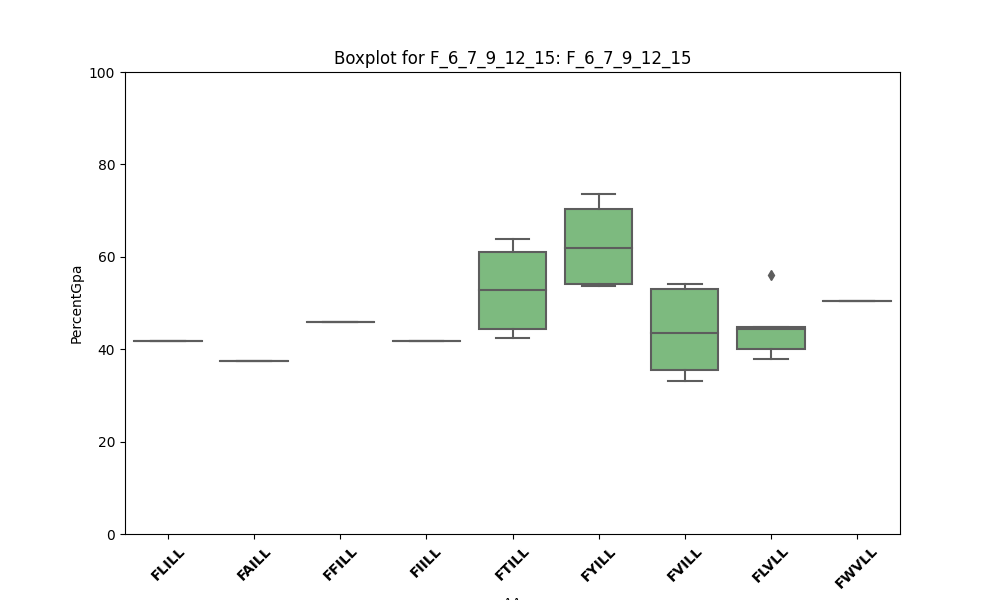 Boxplot for F_6_7_9_12_15: F_6_7_9_12_15
100
80
60
40
20
0
PercentGpa
FLILL
FAILL
FFILL
FIILL
FTILL
FYILL
FVILL
FLVLL
FWVLL